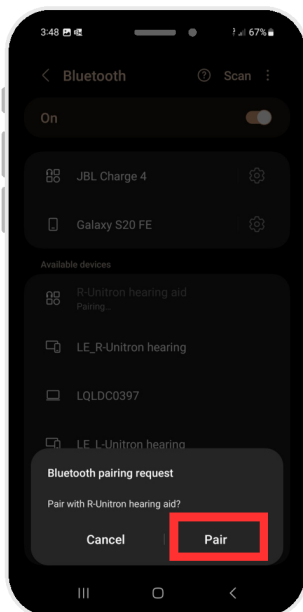 3:48 67%
Bluetooth Scan
On
JBL Charge 4
Galaxy S20 FE
Available devices
R-Unitron hearing aid
Pairing...
LE_R-Unitron hearing
LQLDC0397
LE_L-Unitron hearing
Bluetooth pairing request
Pair with R-Unitron hearing aid?
Cancel Pair